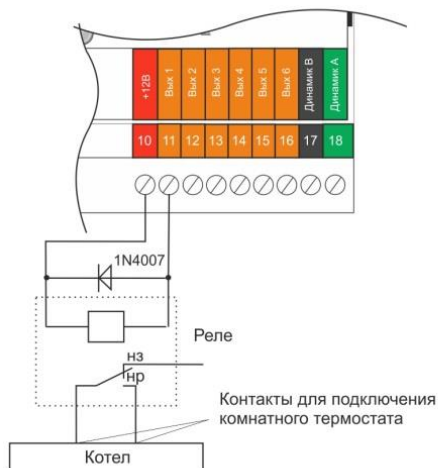 +12В
Вых 1
Вых 2
Вых 3
Вых 4
Вых 5
Вых 6
Динамик В
Динамик А
10 11 12 13 14 15 16 17 18
1N4007
Реле
нз
нр
Контакты для подключения
комнатного термостата
Котел